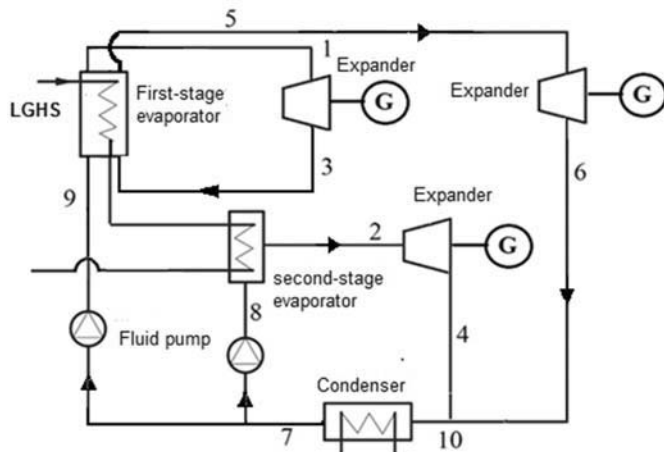 5
1
Expander
G
Expander
G
LGHS
First-stage
evaporator
3
6
9
Expander
2
G
second-stage
evaporator
8
4
Fluid pump
Condenser
7
10